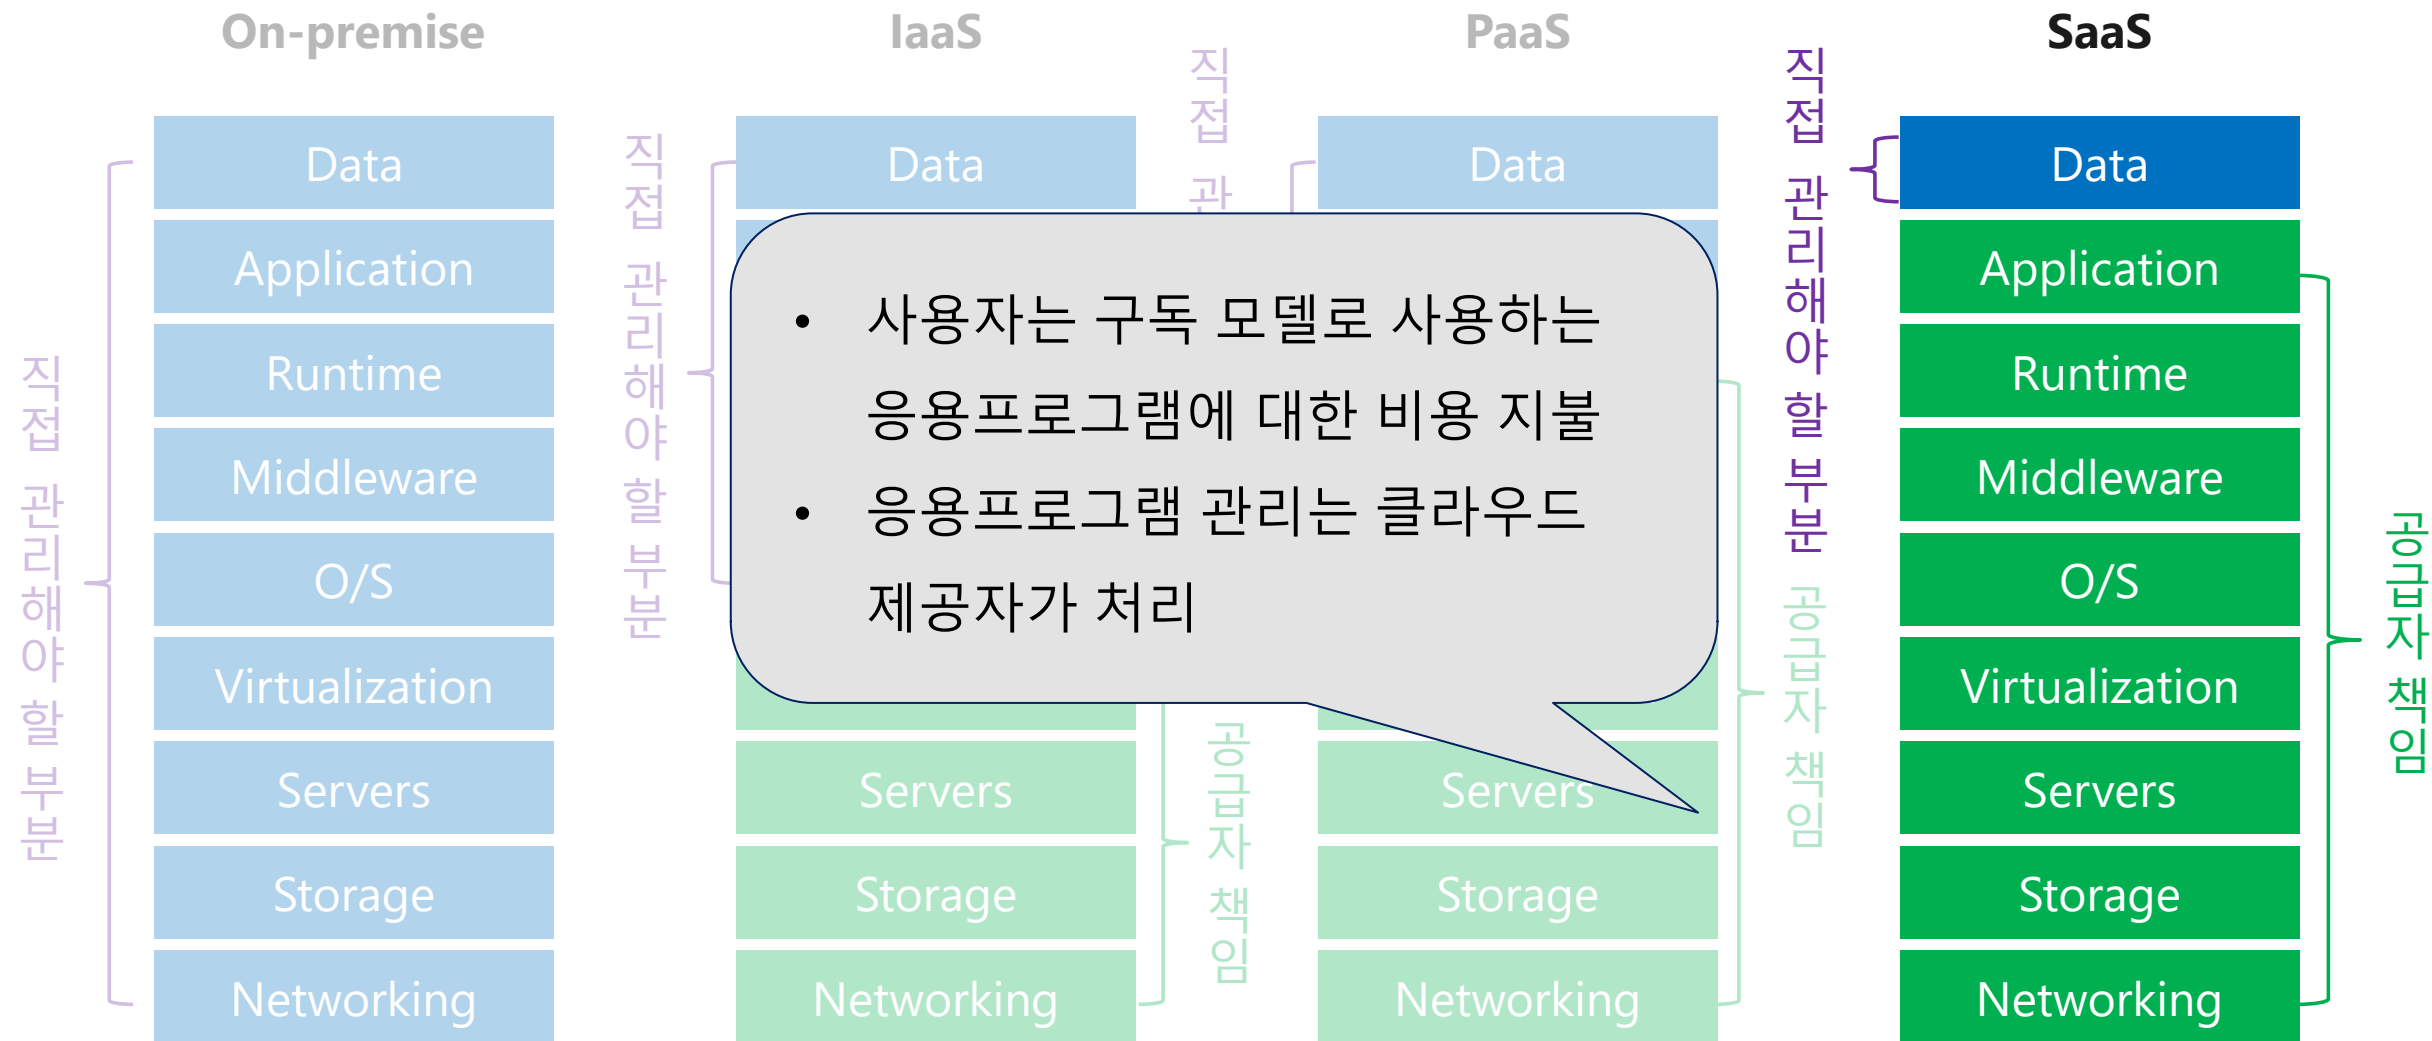 On-premise
IaaS
PaaS
SaaS
직접 관리해야 할 부분
Data
Application
Runtime
Middleware
O/S
Virtualization
Servers
Storage
Networking
직접 관리해야 할 부분
Data
Servers
Storage
Networking
공급자 책임
직접 관
Data
Servers
Storage
Networking
공급자 책임
• 사용자는 구독 모델로 사용하는
응용프로그램에 대한 비용 지불
• 응용프로그램 관리는 클라우드
제공자가 처리
직접 관리해야 할 부분
Data
Application
Runtime
Middleware
O/S
Virtualization
Servers
Storage
Networking
공급자 책임